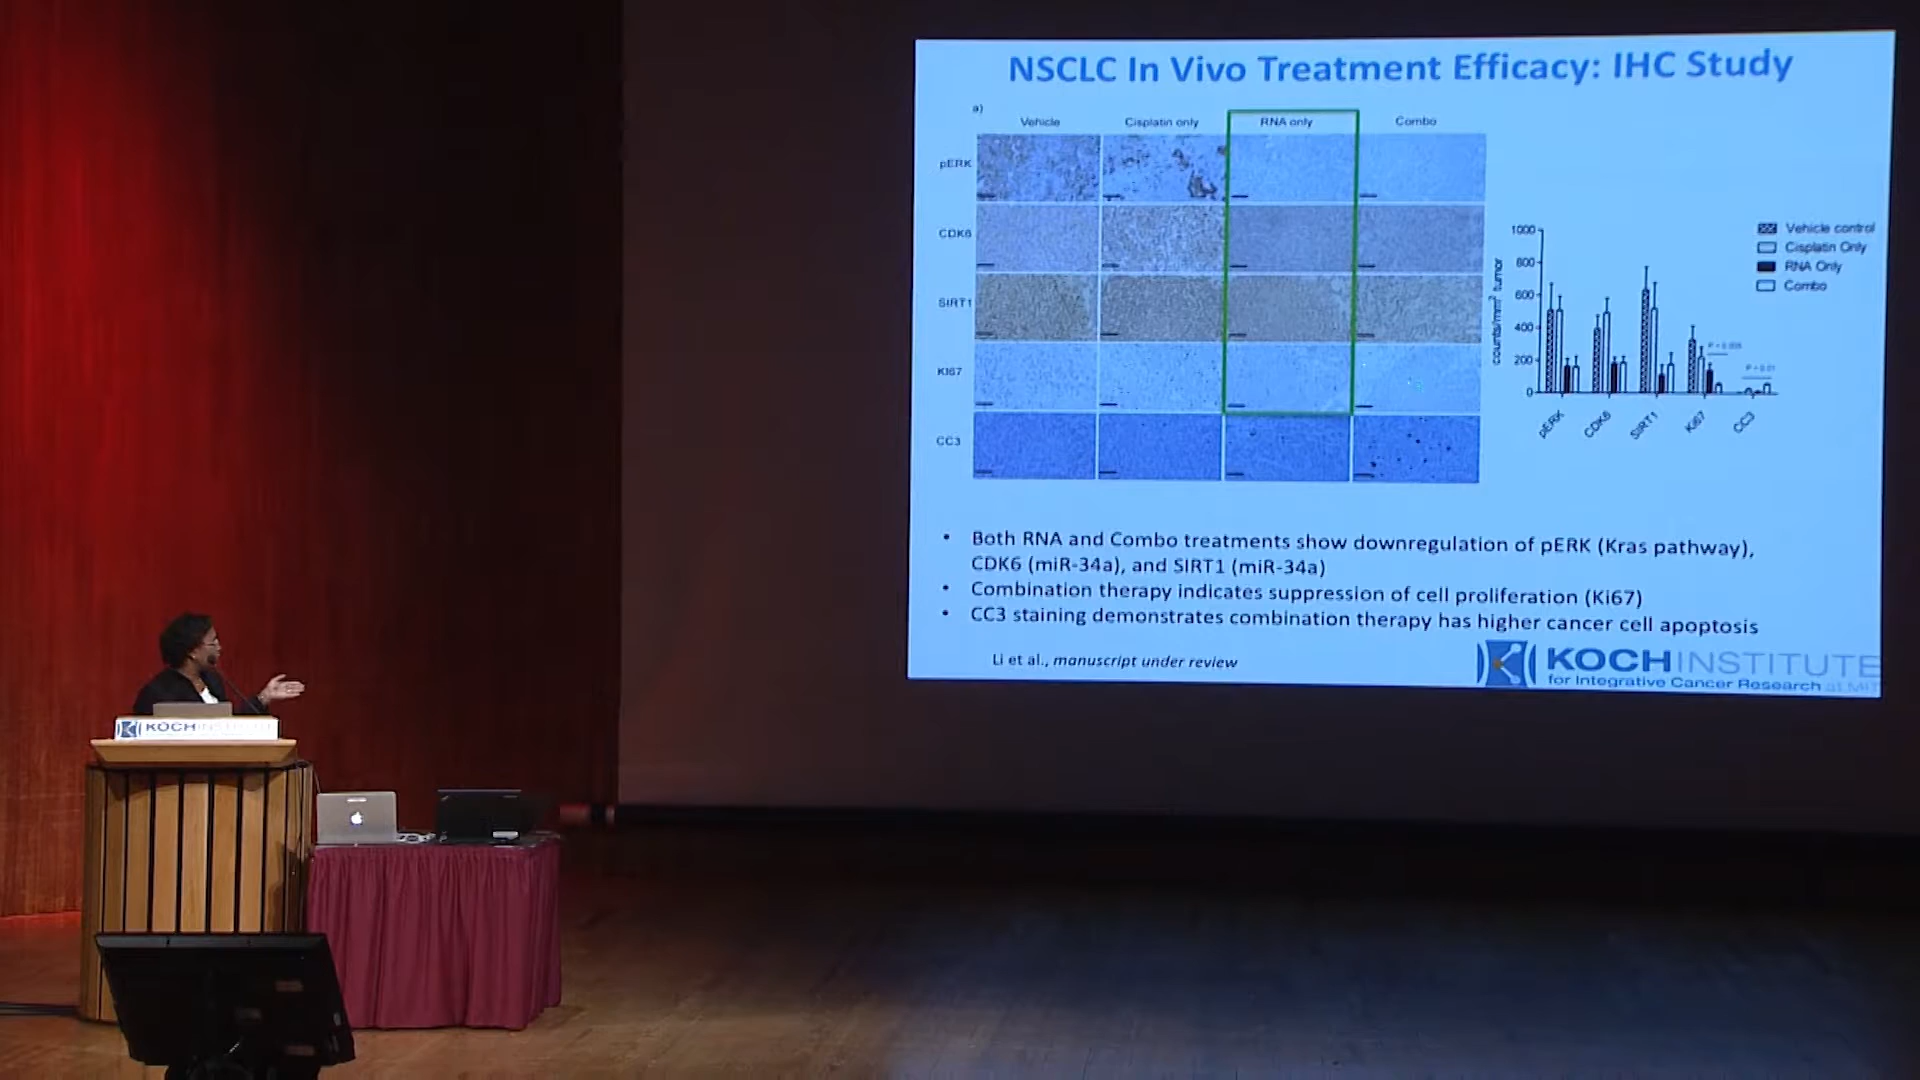 NSCLC In Vivo Treatment Efficacy: IHC Study
a)
Vehicle Cisplatin only RNA only Combo
pERK
CDK6
SIRT1
Ki67
CC3
counts/mm² tumor
1000
800
600
400
200
0
pERK CDK6 SIRT1 Ki67 CC3
P = 0.01
Vehicle control
Cisplatin Only
RNA Only
Combo
• Both RNA and Combo treatments show downregulation of pERK (Kras pathway),
CDK6 (miR-34a), and SIRT1 (miR-34a)
• Combination therapy indicates suppression of cell proliferation (Ki67)
• CC3 staining demonstrates combination therapy has higher cancer cell apoptosis
Li et al., manuscript under review
KOCH INSTITUTE
for Integrative Cancer Research at MIT
KOCH INSTITUTE